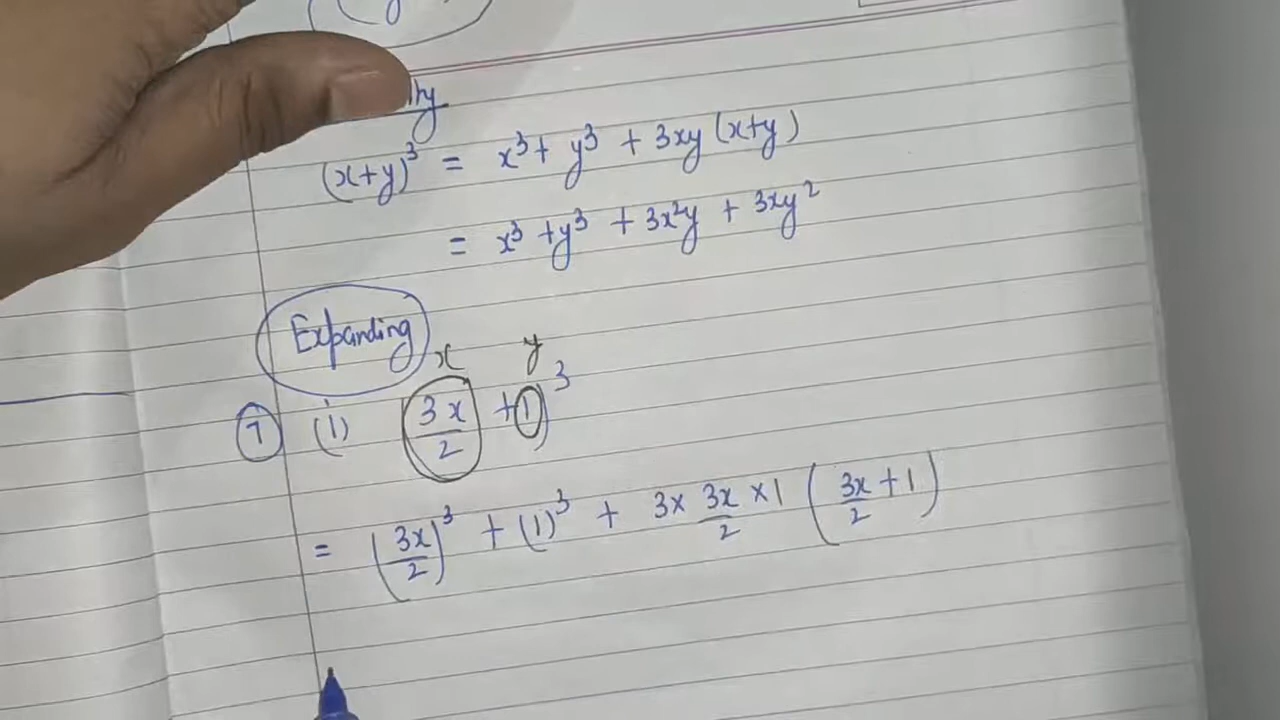 (x+y)³ = x³ + y³ + 3xy (x+y)
= x³ + y³ + 3x²y + 3xy²
Expanding
x y
7 (i) (3x/2 + 1)³
= (3x/2)³ + (1)³ + 3 × 3x/2 × 1 (3x/2 + 1)